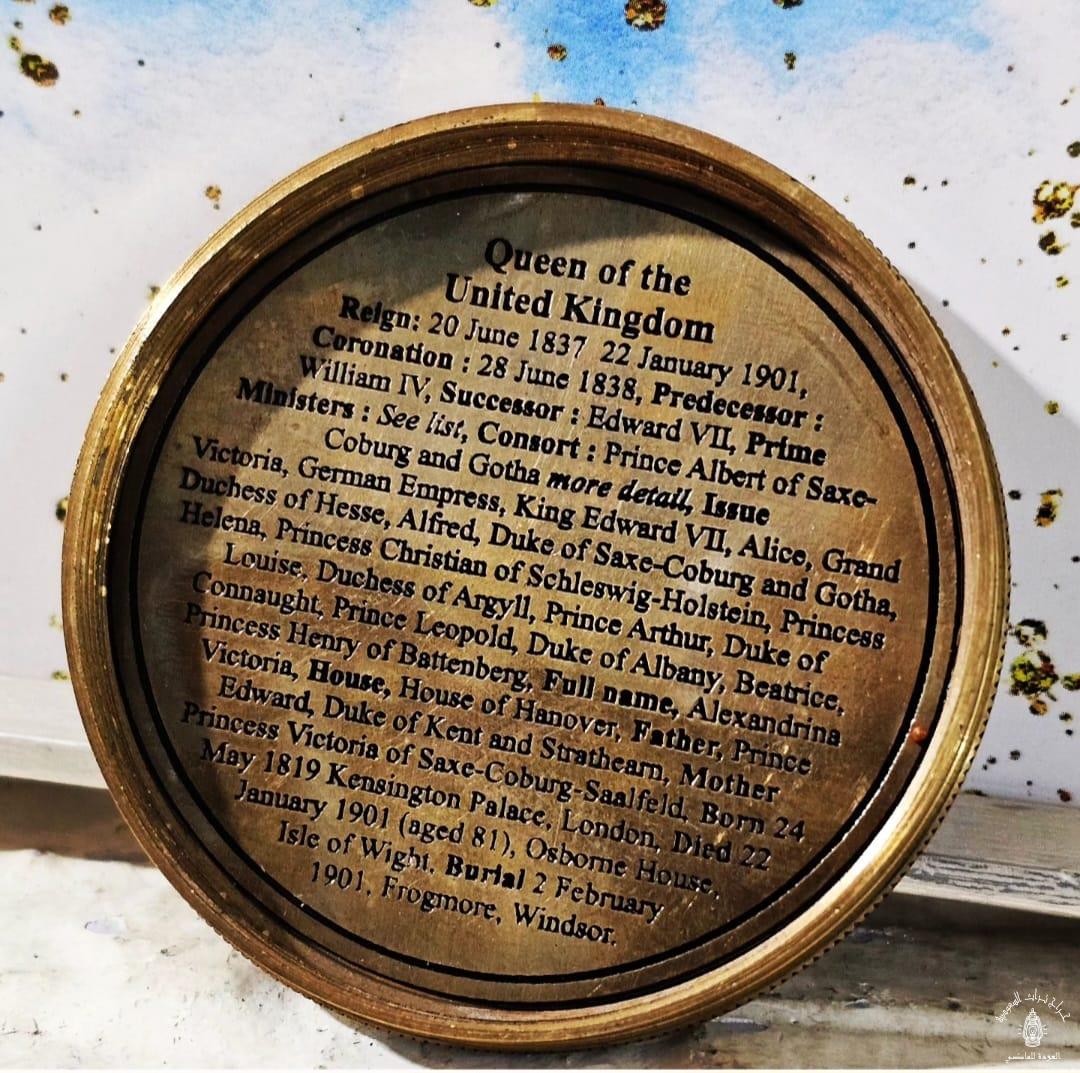 Queen of the
United Kingdom
Reign: 20 June 1837 22 January 1901,
Coronation : 28 June 1838, Predecessor :
William IV, Successor : Edward VII, Prime
Ministers : See list, Consort : Prince Albert of Saxe-
Coburg and Gotha more detail, Issue
Victoria, German Empress, King Edward VII, Alice, Grand
Duchess of Hesse, Alfred, Duke of Saxe-Coburg and Gotha,
Helena, Princess Christian of Schleswig-Holstein, Princess
Louise, Duchess of Argyll, Prince Arthur, Duke of
Connaught, Prince Leopold, Duke of Albany, Beatrice,
Princess Henry of Battenberg, Full name, Alexandrina
Victoria, House, House of Hanover, Father, Prince
Edward, Duke of Kent and Strathearn, Mother
Princess Victoria of Saxe-Coburg-Saalfeld, Born 24
May 1819 Kensington Palace, London, Died 22
January 1901 (aged 81), Osborne House,
Isle of Wight, Burial 2 February
1901, Frogmore, Windsor.